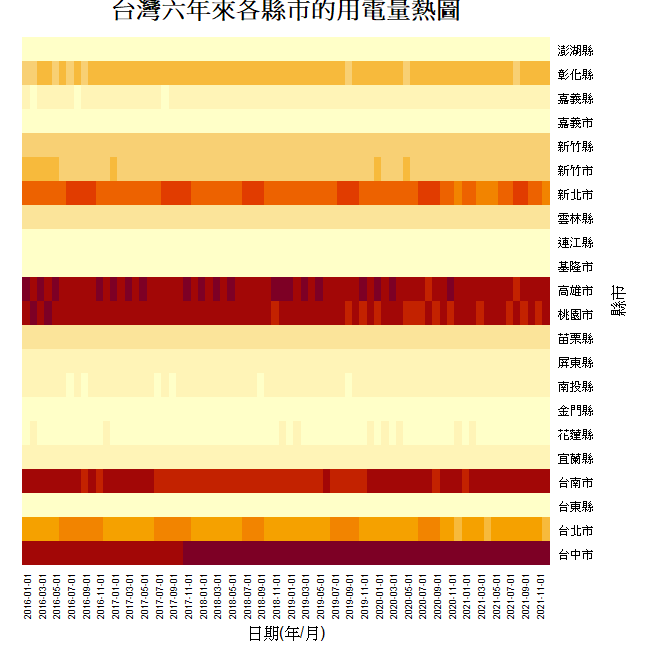 台灣六年來各縣市的用電量熱圖
澎湖縣
彰化縣
嘉義縣
嘉義市
新竹縣
新竹市
新北市
雲林縣
連江縣
基隆市
高雄市
桃園市
苗栗縣
屏東縣
南投縣
金門縣
花蓮縣
宜蘭縣
台南市
台東縣
台北市
台中市
縣市
2016-01-01
2016-03-01
2016-05-01
2016-07-01
2016-09-01
2016-11-01
2017-01-01
2017-03-01
2017-05-01
2017-07-01
2017-09-01
2017-11-01
2018-01-01
2018-03-01
2018-05-01
2018-07-01
2018-09-01
2018-11-01
2019-01-01
2019-03-01
2019-05-01
2019-07-01
2019-09-01
2019-11-01
2020-01-01
2020-03-01
2020-05-01
2020-07-01
2020-09-01
2020-11-01
2021-01-01
2021-03-01
2021-05-01
2021-07-01
2021-09-01
2021-11-01
日期(年/月)